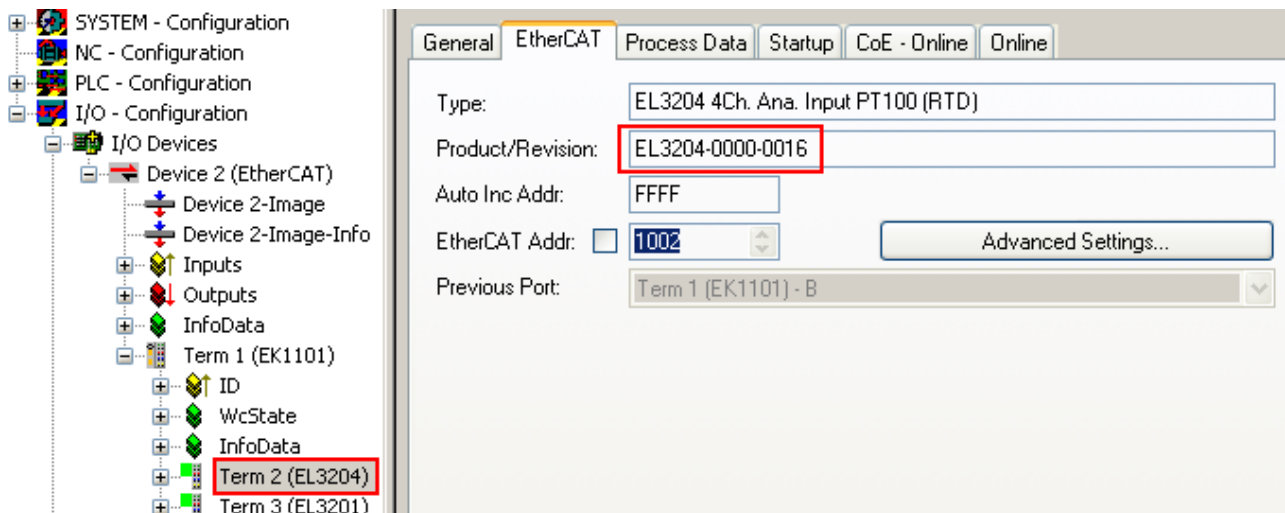 SYSTEM - Configuration
NC - Configuration
PLC - Configuration
I/O - Configuration
I/O Devices
Device 2 (EtherCAT)
Device 2-Image
Device 2-Image-Info
Inputs
Outputs
InfoData
Term 1 (EK1101)
ID
WcState
InfoData
Term 2 (EL3204)
Term 3 (EL3201)
General EtherCAT Process Data Startup CoE - Online Online
Type: EL3204 4Ch. Ana. Input PT100 (RTD)
Product/Revision: EL3204-0000-0016
Auto Inc Addr: FFFF
EtherCAT Addr: 1002 Advanced Settings...
Previous Port: Term 1 (EK1101) - B